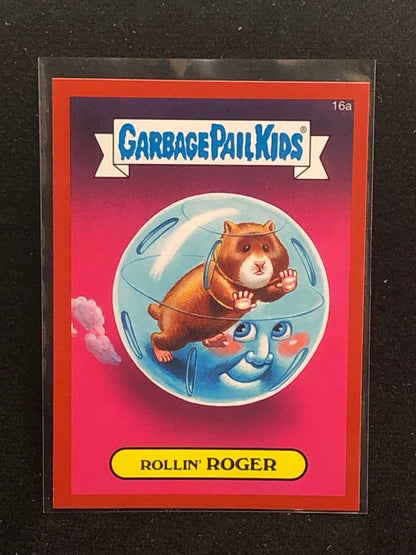 16a
GARBAGE PAIL KIDS®
ROLLIN' ROGER